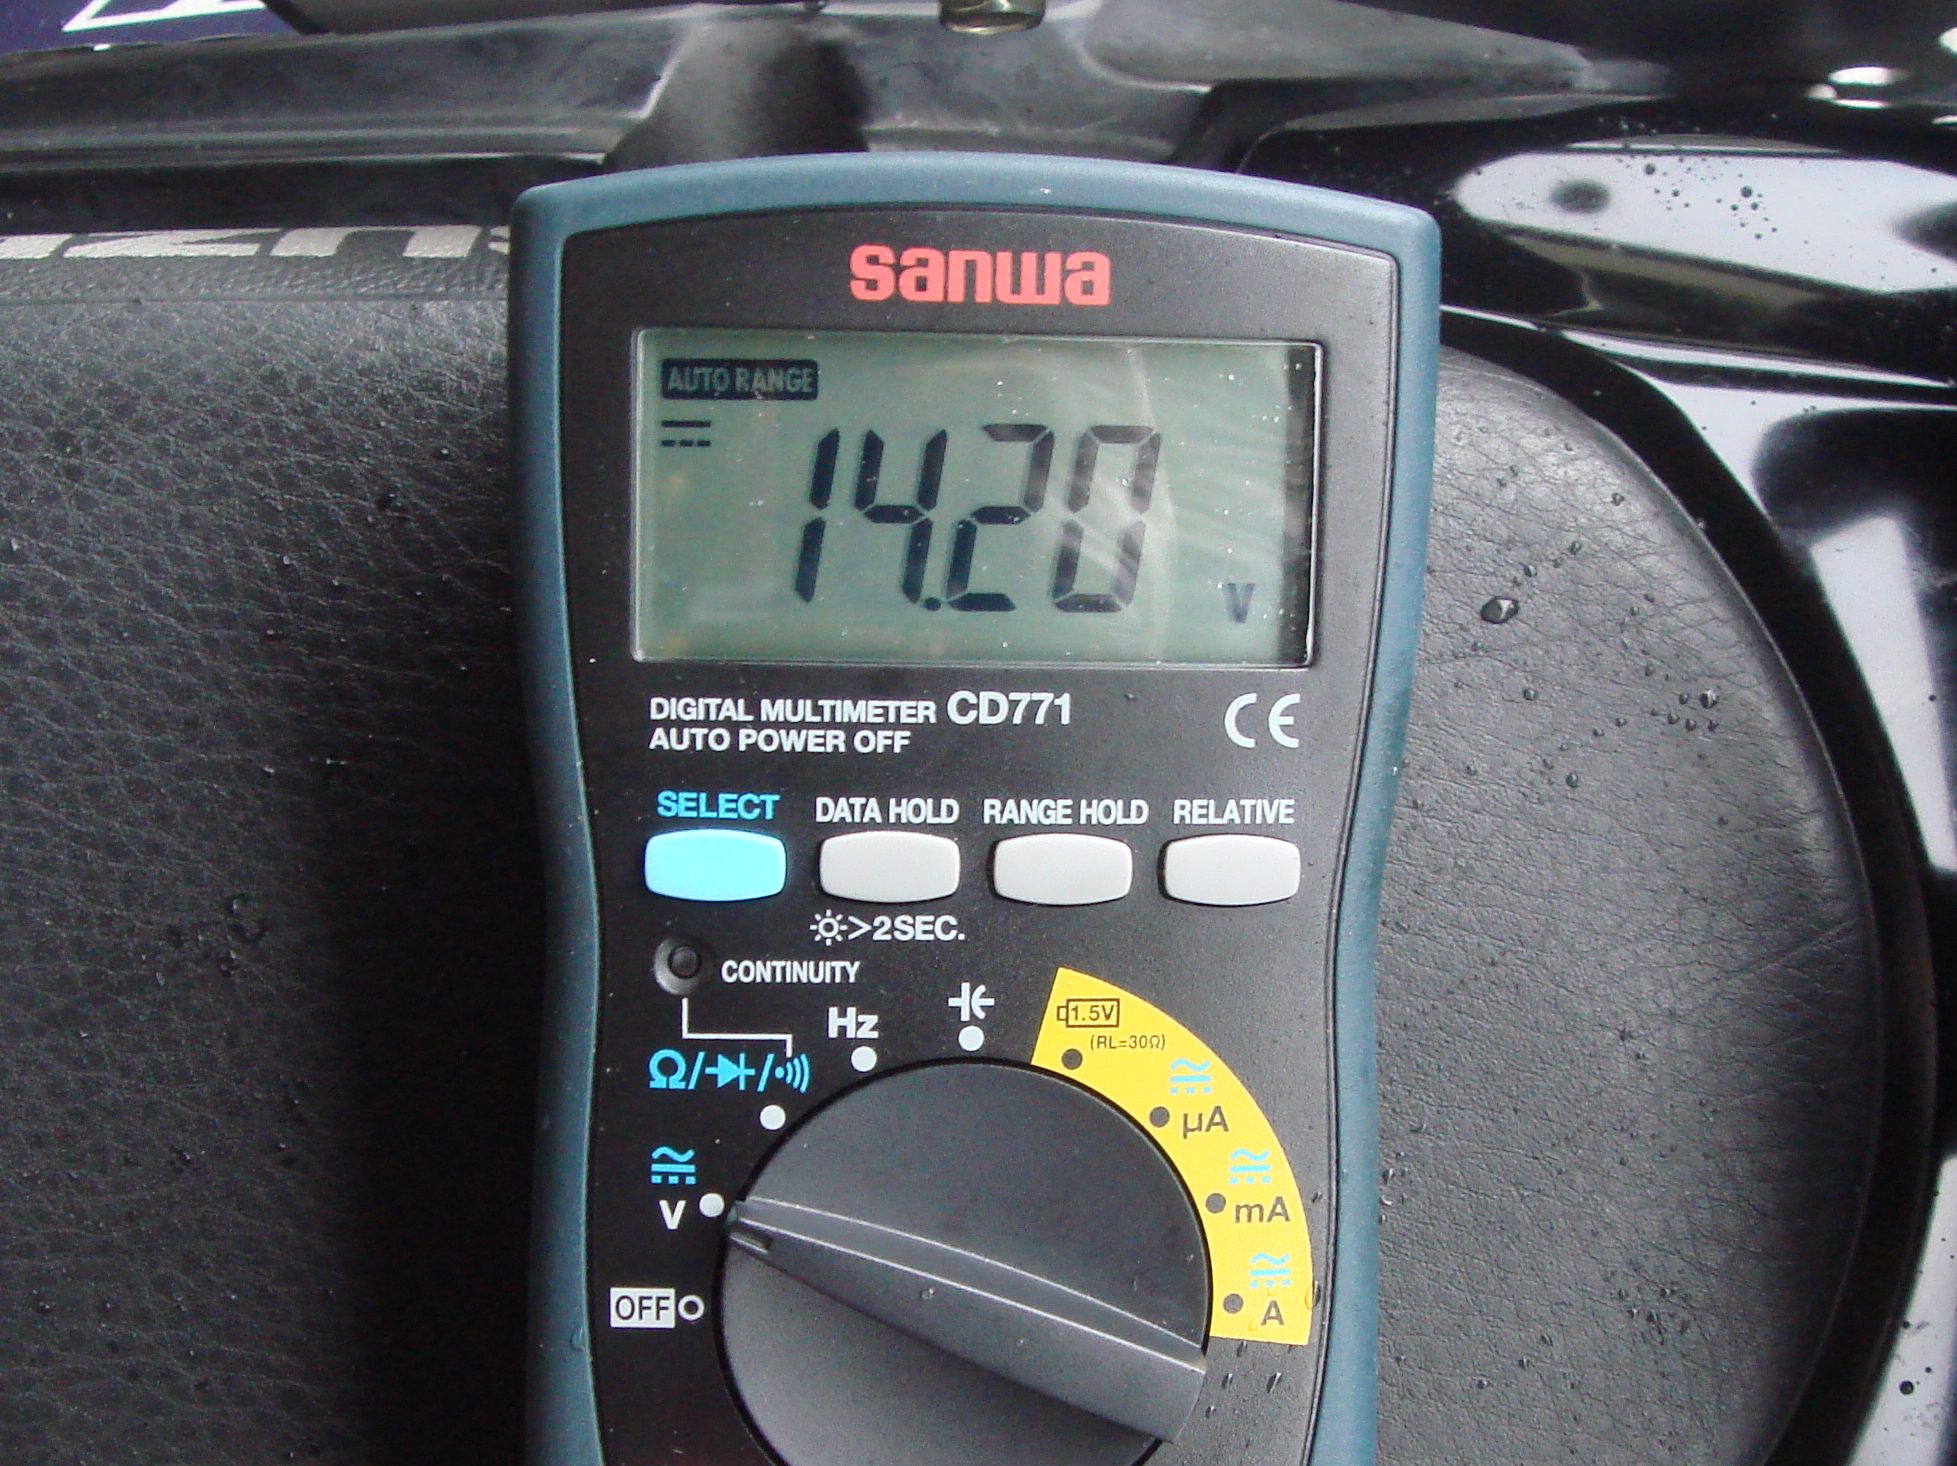 sanwa
AUTO RANGE
14.20 V
DIGITAL MULTIMETER CD771
AUTO POWER OFF
CE
SELECT DATA HOLD RANGE HOLD RELATIVE
>2SEC.
CONTINUITY
Hz
1.5V
(RL=30Ω)
Ω/
µA
V
mA
OFF
A